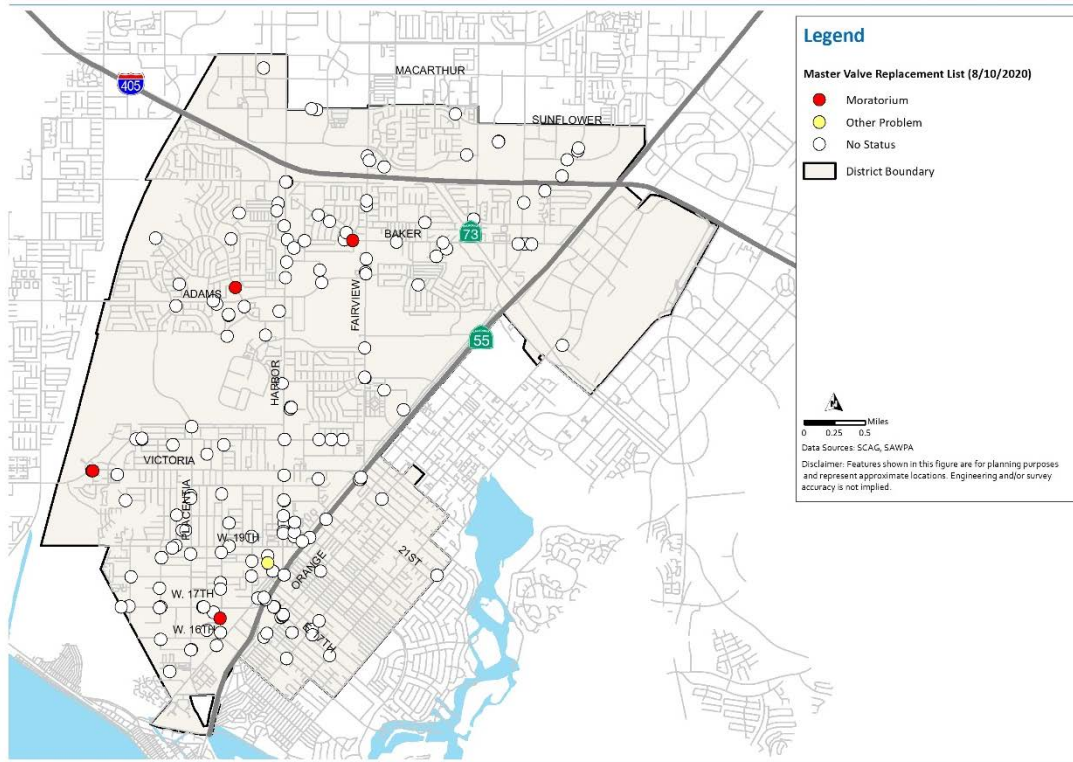 MACARTHUR
405
SUNFLOWER
BAKER
73
ADAMS
FAIRVIEW
55
HARBOR
VICTORIA
PLACENTIA
W. 19TH
ORANGE
21ST
W. 17TH
W. 16TH
E. 17TH
Legend
Master Valve Replacement List (8/10/2020)
Moratorium
Other Problem
No Status
District Boundary
Miles
0 0.25 0.5
Data Sources: SCAG, SAWPA
Disclaimer: Features shown in this figure are for planning purposes
and represent approximate locations. Engineering and/or survey
accuracy is not implied.